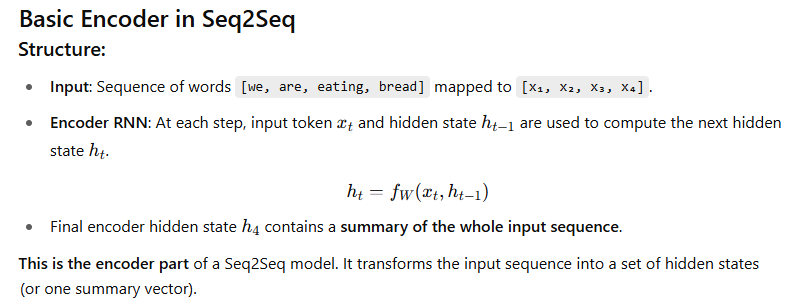 Basic Encoder in Seq2Seq
Structure:
• Input: Sequence of words [we, are, eating, bread] mapped to [x₁, x₂, x₃, x₄].
• Encoder RNN: At each step, input token xₜ and hidden state hₜ₋₁ are used to compute the next hidden
state hₜ.
hₜ = f_W(xₜ, hₜ₋₁)
• Final encoder hidden state h₄ contains a summary of the whole input sequence.
This is the encoder part of a Seq2Seq model. It transforms the input sequence into a set of hidden states
(or one summary vector).